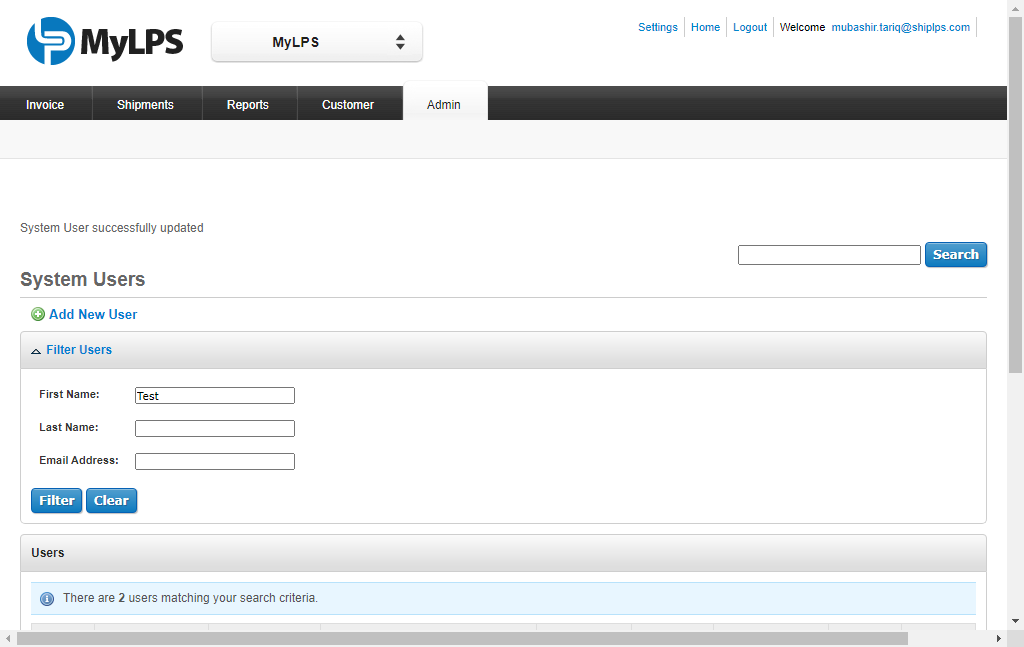 MyLPS
MyLPS
Settings Home Logout Welcome mubashir.tariq@shiplps.com
Invoice Shipments Reports Customer Admin
System User successfully updated
Search
System Users
Add New User
Filter Users
First Name: Test
Last Name:
Email Address:
Filter Clear
Users
There are 2 users matching your search criteria.